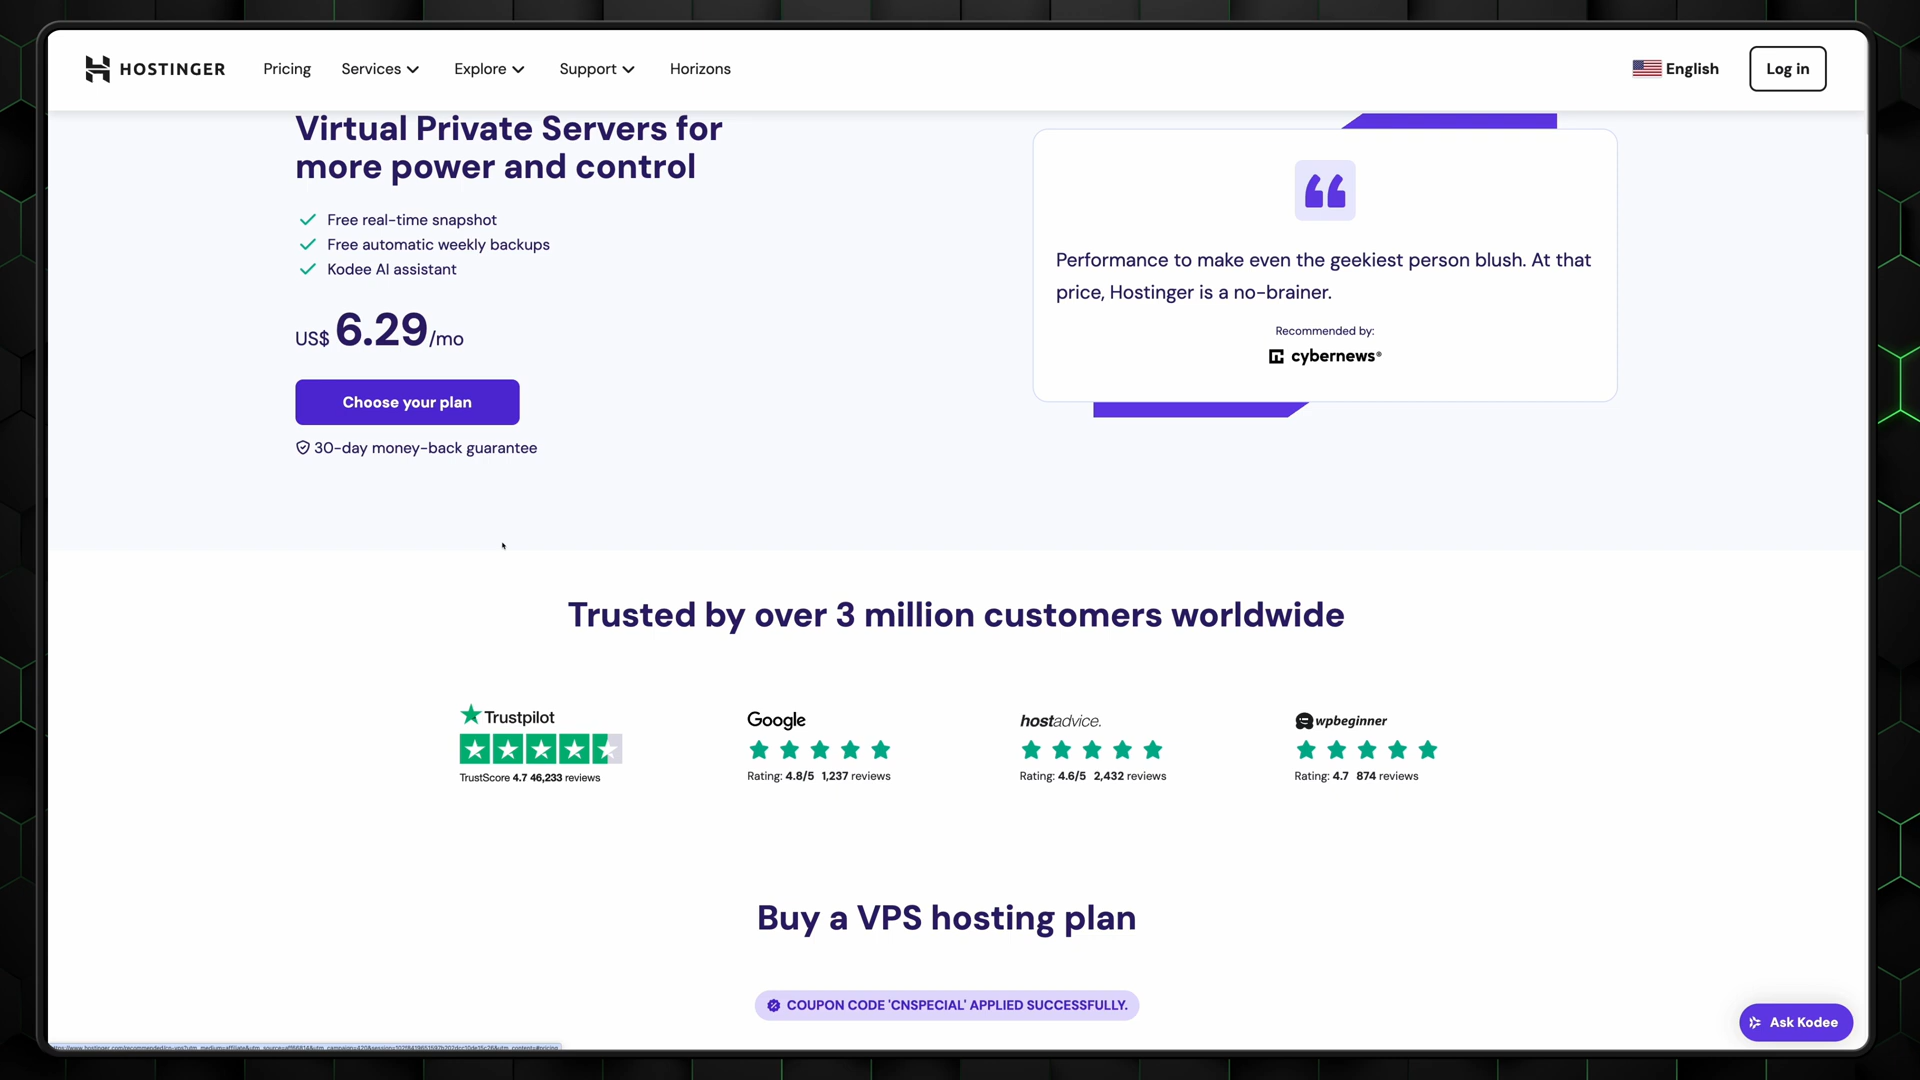 HOSTINGER
Pricing
Services
Explore
Support
Horizons
English
Log in
Virtual Private Servers for
more power and control
Free real-time snapshot
Free automatic weekly backups
Kodee AI assistant
US$ 6.29/mo
Choose your plan
30-day money-back guarantee
Performance to make even the geekiest person blush. At that
price, Hostinger is a no-brainer.
Recommended by:
cybernews®
Trusted by over 3 million customers worldwide
Trustpilot
TrustScore 4.7 46,233 reviews
Google
Rating: 4.8/5 1,237 reviews
hostadvice.
Rating: 4.6/5 2,432 reviews
wpbeginner
Rating: 4.7 874 reviews
Buy a VPS hosting plan
COUPON CODE 'CNSPECIAL' APPLIED SUCCESSFULLY.
Ask Kodee